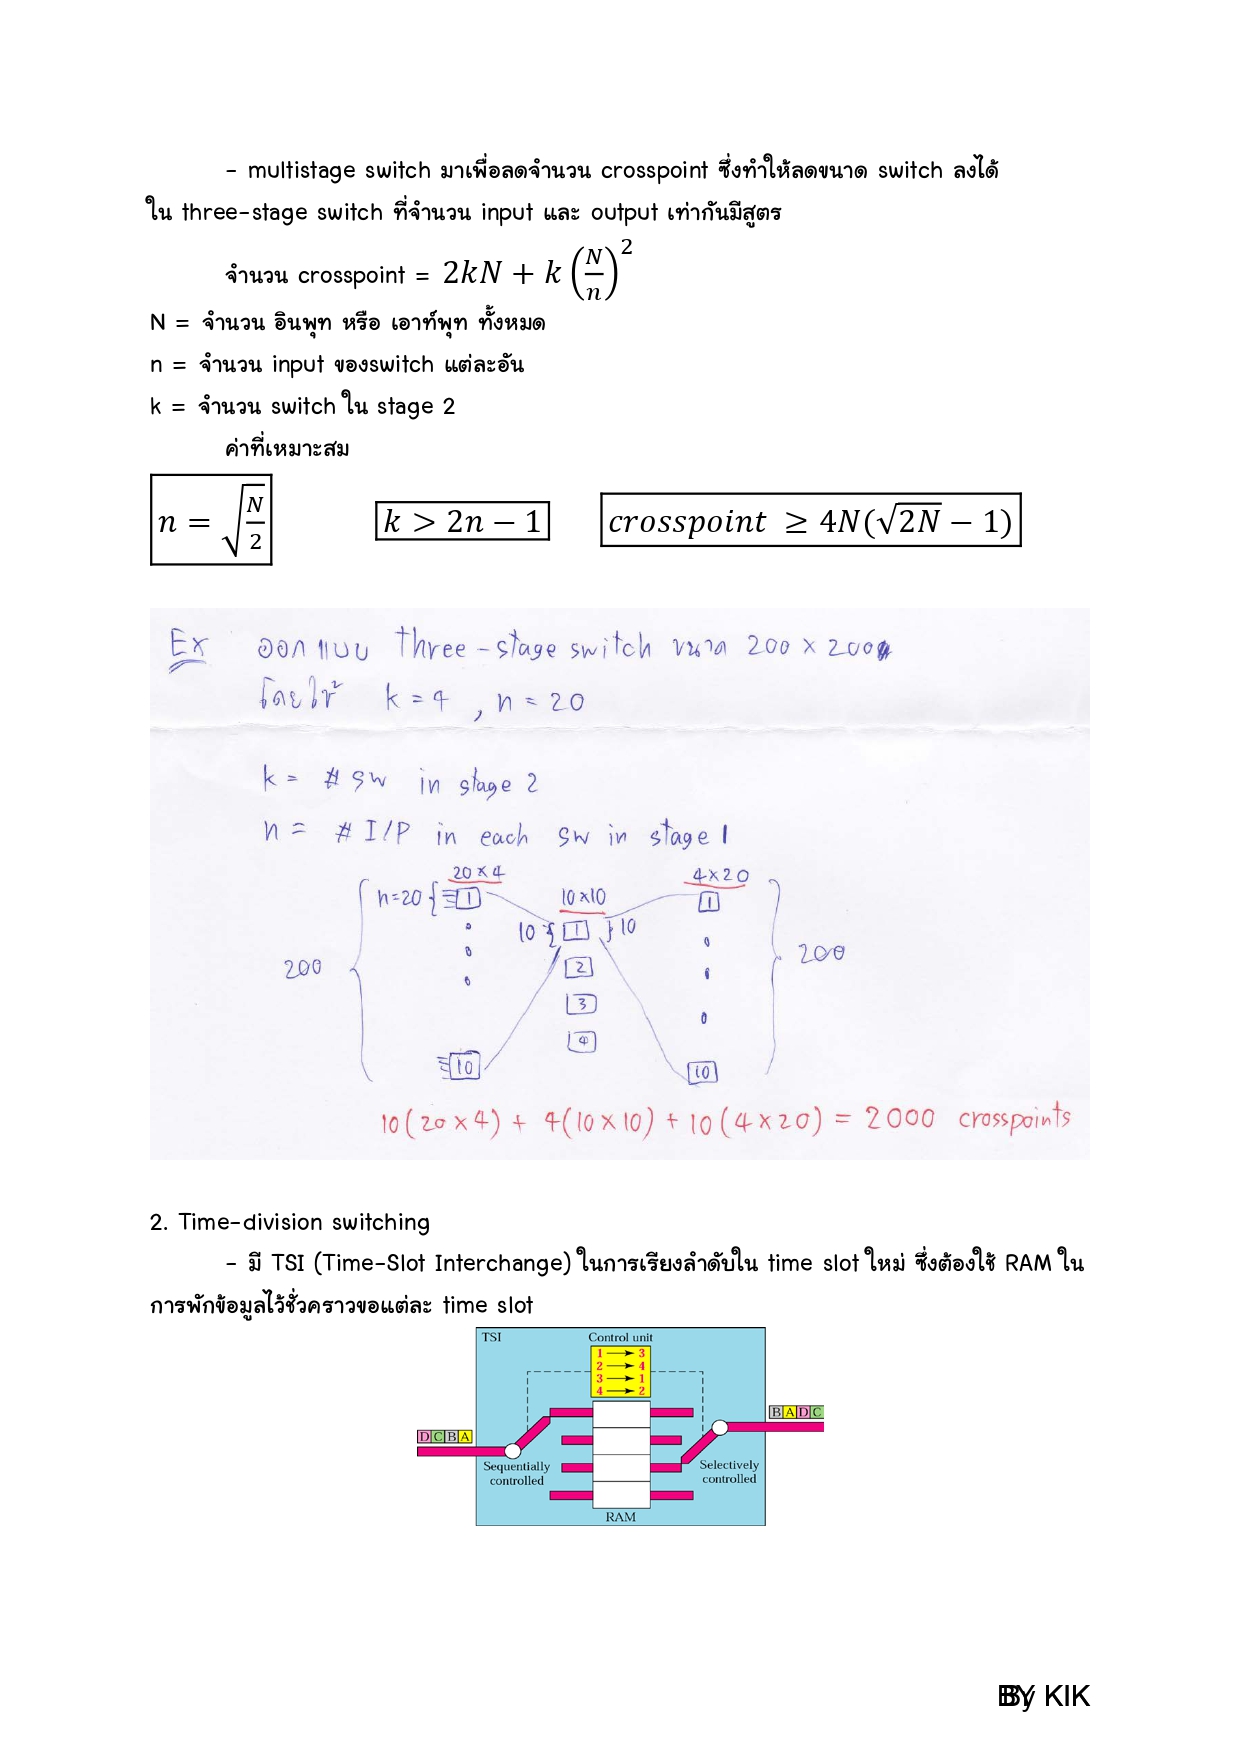 - multistage switch มาเพื่อลดจำนวน crosspoint ซึ่งทำให้ลดขนาด switch ลงได้
ใน three-stage switch ที่จำนวน input และ output เท่ากันมีสูตร
จำนวน crosspoint = 2kN + k (N/n)²
N = จำนวน อินพุท หรือ เอาท์พุท ทั้งหมด
n = จำนวน input ของswitch แต่ละอัน
k = จำนวน switch ใน stage 2
ค่าที่เหมาะสม
n = √(N/2) k > 2n − 1 crosspoint ≥ 4N(√2N − 1)
Ex ออกแบบ three-stage switch ขนาด 200 x 200
โดยใช้ k = 4 , n = 20
k = # sw in stage 2
n = # I/P in each sw in stage 1
20 x 4 10x10 4x20
n=20 { 1 1
10 { 1 } 10
200 2 200
3
4
10 10
10(20x4) + 4(10x10) + 10(4x20) = 2000 crosspoints
2. Time-division switching
- มี TSI (Time-Slot Interchange) ในการเรียงลำดับใน time slot ใหม่ ซึ่งต้องใช้ RAM ใน
การพักข้อมูลไว้ชั่วคราวขอแต่ละ time slot
TSI Control unit
1 → 3
2 → 4
3 → 1
4 → 2
D C B A B A D C
Sequentially controlled
Selectively controlled
RAM
BY KIK